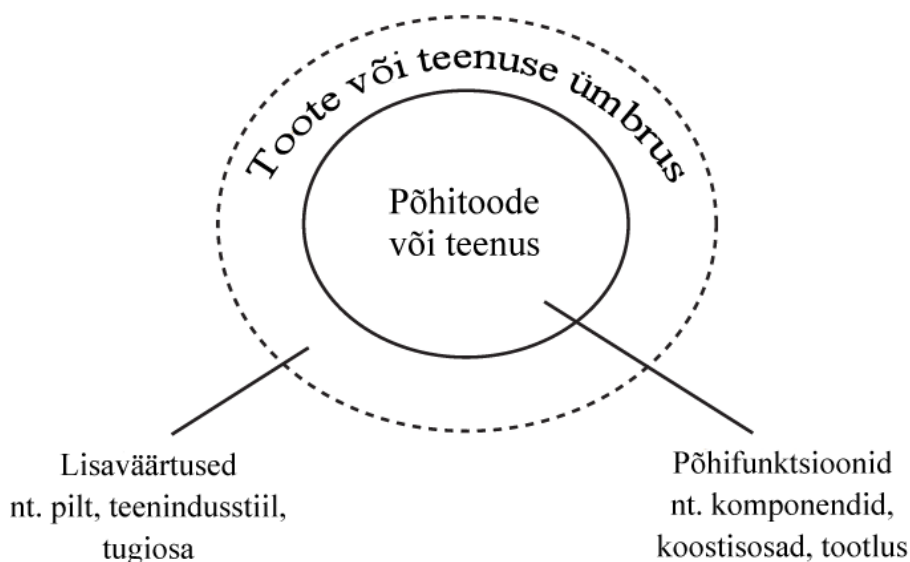 Toote või teenuse ümbrus
Põhitoode
või teenus
Lisaväärtused
nt. pilt, teenindusstiil,
tugiosa
Põhifunktsioonid
nt. komponendid,
koostisosad, tootlus